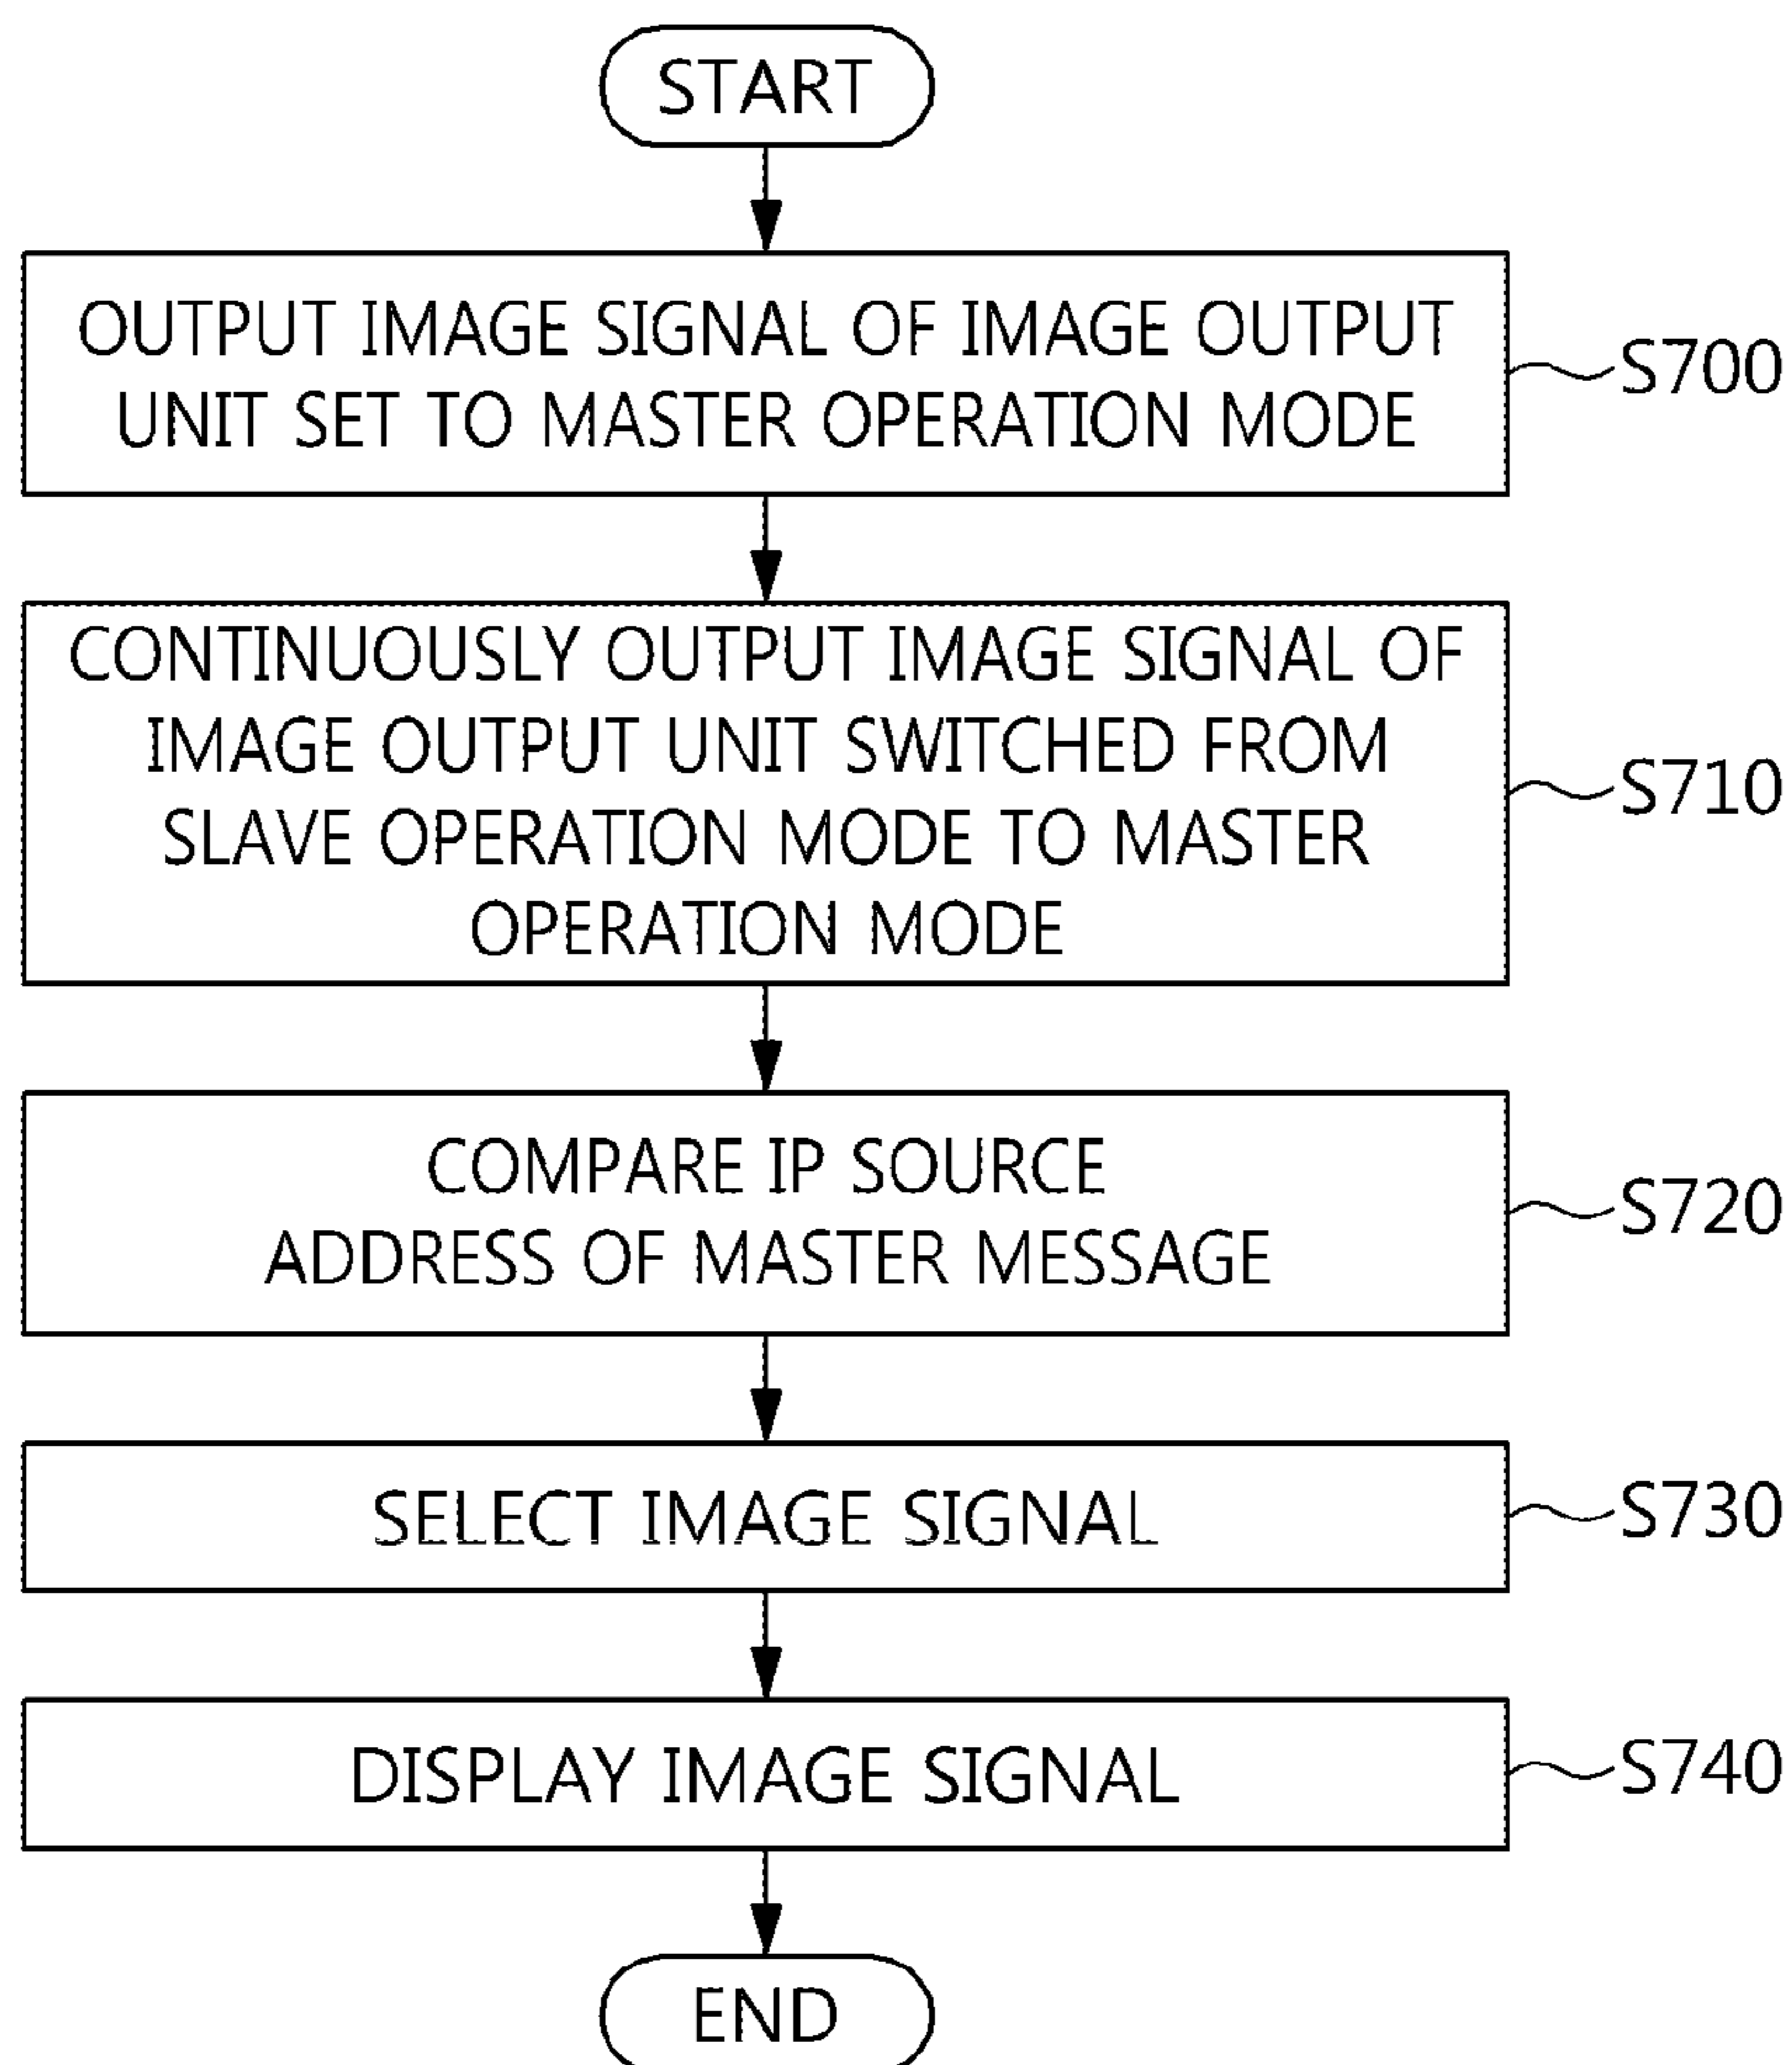 START
OUTPUT IMAGE SIGNAL OF IMAGE OUTPUT
UNIT SET TO MASTER OPERATION MODE
S700
CONTINUOUSLY OUTPUT IMAGE SIGNAL OF
IMAGE OUTPUT UNIT SWITCHED FROM
SLAVE OPERATION MODE TO MASTER
OPERATION MODE
S710
COMPARE IP SOURCE
ADDRESS OF MASTER MESSAGE
S720
SELECT IMAGE SIGNAL
S730
DISPLAY IMAGE SIGNAL
S740
END